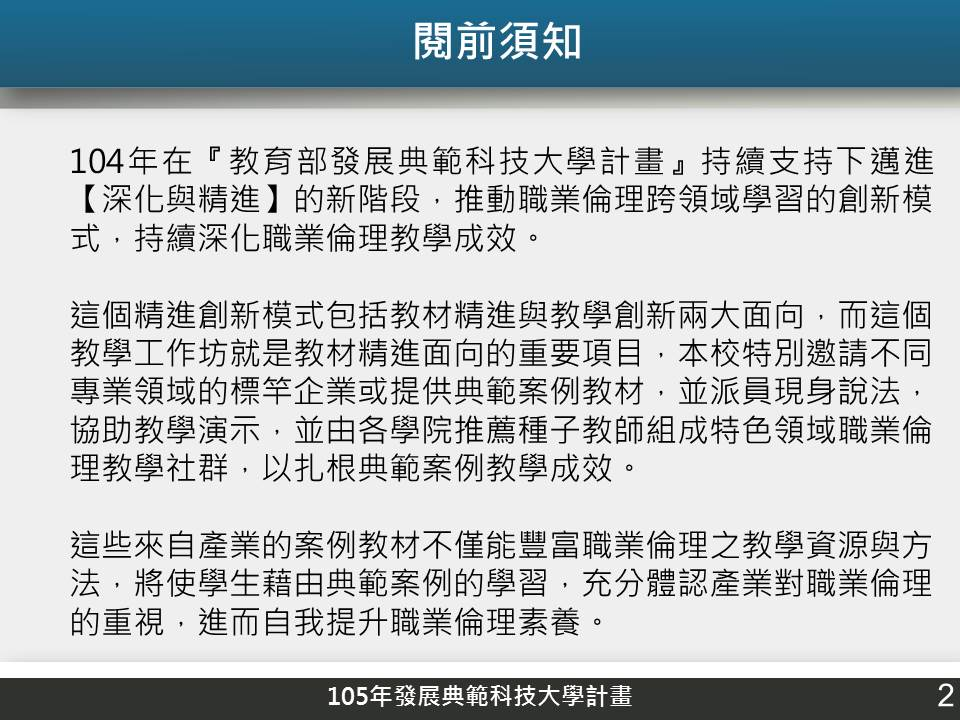 閱前須知
104年在『教育部發展典範科技大學計畫』持續支持下邁進
【深化與精進】的新階段，推動職業倫理跨領域學習的創新模
式，持續深化職業倫理教學成效。
這個精進創新模式包括教材精進與教學創新兩大面向，而這個
教學工作坊就是教材精進面向的重要項目，本校特別邀請不同
專業領域的標竿企業或提供典範案例教材，並派員現身說法，
協助教學演示，並由各學院推薦種子教師組成特色領域職業倫
理教學社群，以扎根典範案例教學成效。
這些來自產業的案例教材不僅能豐富職業倫理之教學資源與方
法，將使學生藉由典範案例的學習，充分體認產業對職業倫理
的重視，進而自我提升職業倫理素養。
105年發展典範科技大學計畫
2